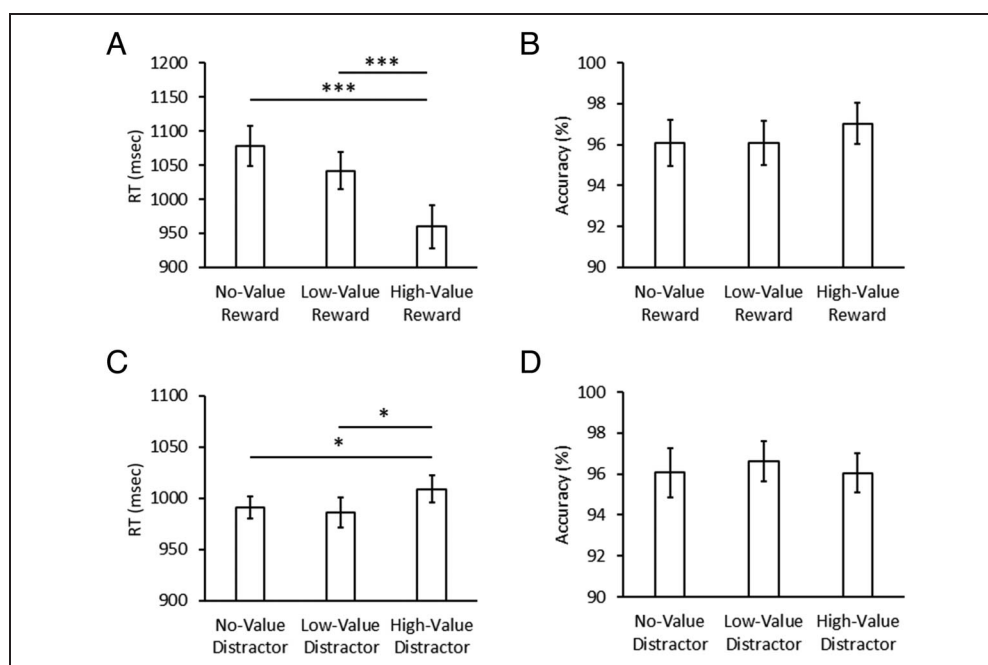 A
RT (msec)
1200
1150
1100
1050
1000
950
900
***
***
No-Value Low-Value High-Value
Reward Reward Reward
B
Accuracy (%)
100
98
96
94
92
90
No-Value Low-Value High-Value
Reward Reward Reward
C
RT (msec)
1100
1050
1000
950
900
*
*
No-Value Low-Value High-Value
Distractor Distractor Distractor
D
Accuracy (%)
100
98
96
94
92
90
No-Value Low-Value High-Value
Distractor Distractor Distractor